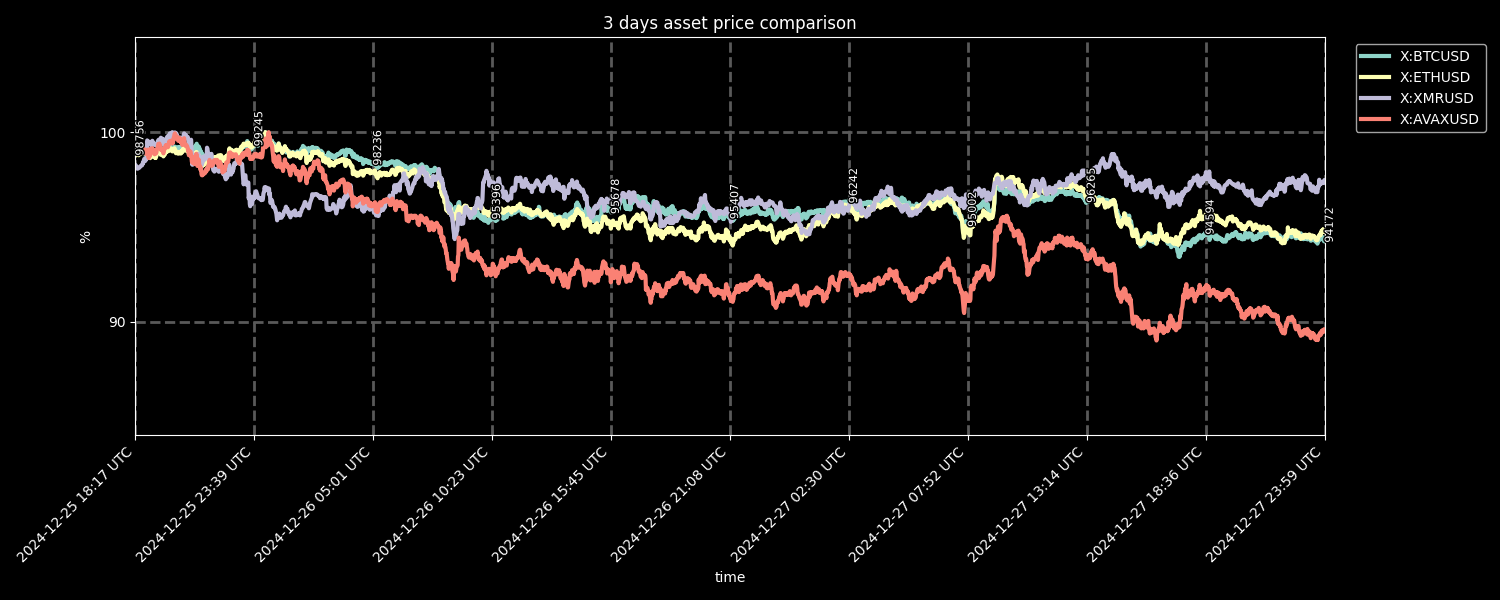 3 days asset price comparison
X:BTCUSD
X:ETHUSD
X:XMRUSD
X:AVAXUSD
100
90
%
98756
99245
98236
95396
95678
95407
96242
95002
96265
94594
94172
2024-12-25 18:17 UTC
2024-12-25 23:39 UTC
2024-12-26 05:01 UTC
2024-12-26 10:23 UTC
2024-12-26 15:45 UTC
2024-12-26 21:08 UTC
2024-12-27 02:30 UTC
2024-12-27 07:52 UTC
2024-12-27 13:14 UTC
2024-12-27 18:36 UTC
2024-12-27 23:59 UTC
time